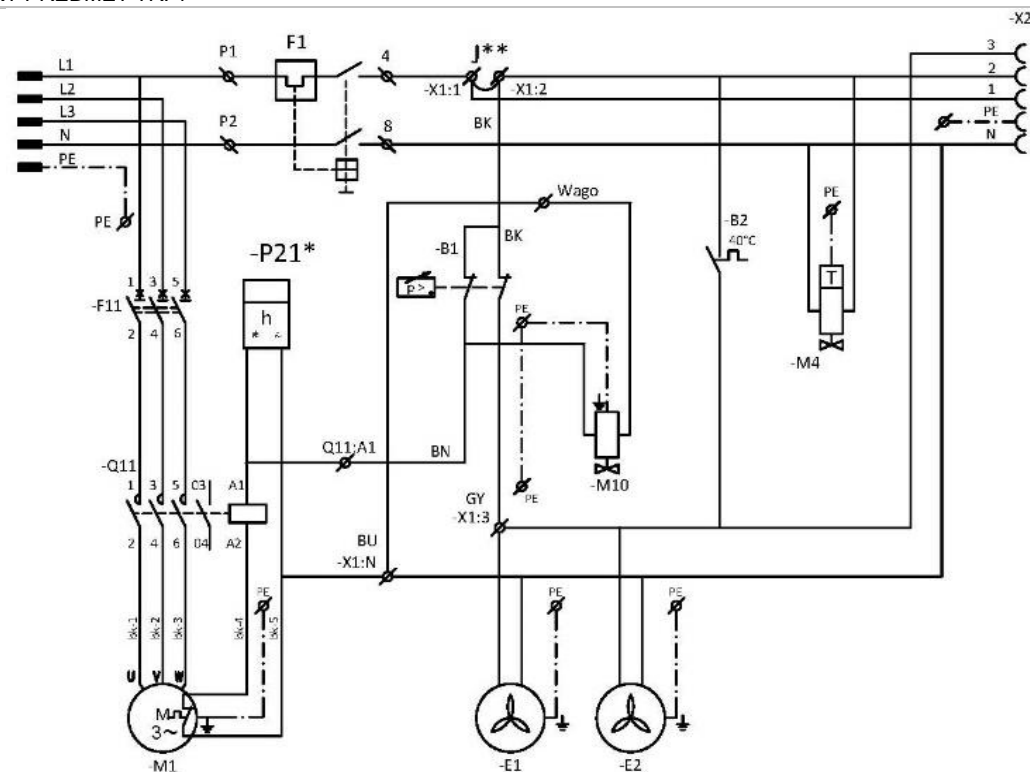 -X2
L1
P1
F1
4
J**
3
L2
-X1:1
-X1:2
2
L3
1
N
P2
8
BK
PE
PE
N
PE
Wago
PE
-B2
40°C
-P21*
-B1
BK
P>
T
1 3 5
-F11
h
PE
2 4 6
-M4
Q11:A1
BN
-Q11
-M10
1 3 5 03 A1
GY
PE
-X1:3
2 4 6 04 A2
BU
-X1:N
PE
PE
PE
bk-1
bk-2
bk-3
bk-4
bk-5
U V W
M
3~
-M1
-E1
-E2